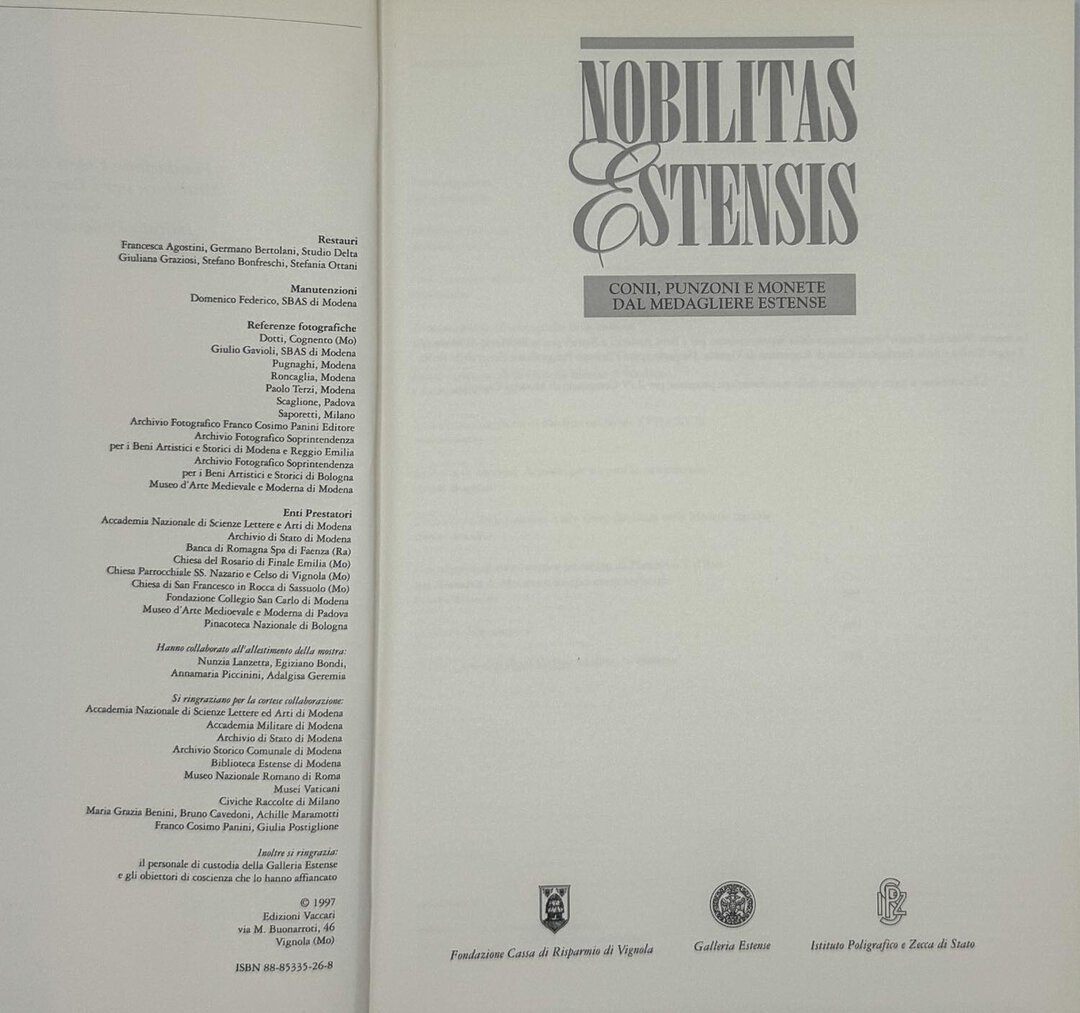 Restauri
Francesca Agostini, Germano Bertolani, Studio Delta
Giuliana Graziosi, Stefano Bonfreschi, Stefania Ottani
Manutenzioni
Domenico Federico, SBAS di Modena
Referenze fotografiche
Dotti, Cognento (Mo)
Giulio Gavioli, SBAS di Modena
Pugnaghi, Modena
Roncaglia, Modena
Paolo Terzi, Modena
Scaglione, Padova
Saporetti, Milano
Archivio Fotografico Franco Cosimo Panini Editore
Archivio Fotografico Soprintendenza
per i Beni Artistici e Storici di Modena e Reggio Emilia
Archivio Fotografico Soprintendenza
per i Beni Artistici e Storici di Bologna
Museo d'Arte Medievale e Moderna di Modena
Enti Prestatori
Accademia Nazionale di Scienze Lettere e Arti di Modena
Archivio di Stato di Modena
Banca di Romagna Spa di Faenza (Ra)
Chiesa del Rosario di Finale Emilia (Mo)
Chiesa Parrocchiale SS. Nazario e Celso di Vignola (Mo)
Chiesa di San Francesco in Rocca di Sassuolo (Mo)
Fondazione Collegio San Carlo di Modena
Museo d'Arte Medioevale e Moderna di Padova
Pinacoteca Nazionale di Bologna
Hanno collaborato all'allestimento della mostra:
Nunzia Lanzetta, Egiziano Bondi,
Annamaria Piccinini, Adalgisa Geremia
Si ringraziano per la cortese collaborazione:
Accademia Nazionale di Scienze Lettere ed Arti di Modena
Accademia Militare di Modena
Archivio di Stato di Modena
Archivio Storico Comunale di Modena
Biblioteca Estense di Modena
Museo Nazionale Romano di Roma
Musei Vaticani
Civiche Raccolte di Milano
Maria Grazia Benini, Bruno Cavedoni, Achille Maramotti
Franco Cosimo Panini, Giulia Postiglione
Inoltre si ringrazia:
il personale di custodia della Galleria Estense
e gli obiettori di coscienza che lo hanno affiancato
© 1997
Edizioni Vaccari
via M. Buonarroti, 46
Vignola (Mo)
ISBN 88-85335-26-8
NOBILITAS
ESTENSIS
CONII, PUNZONI E MONETE
DAL MEDAGLIERE ESTENSE
Fondazione Cassa di Risparmio di Vignola
Galleria Estense
Istituto Poligrafico e Zecca di Stato